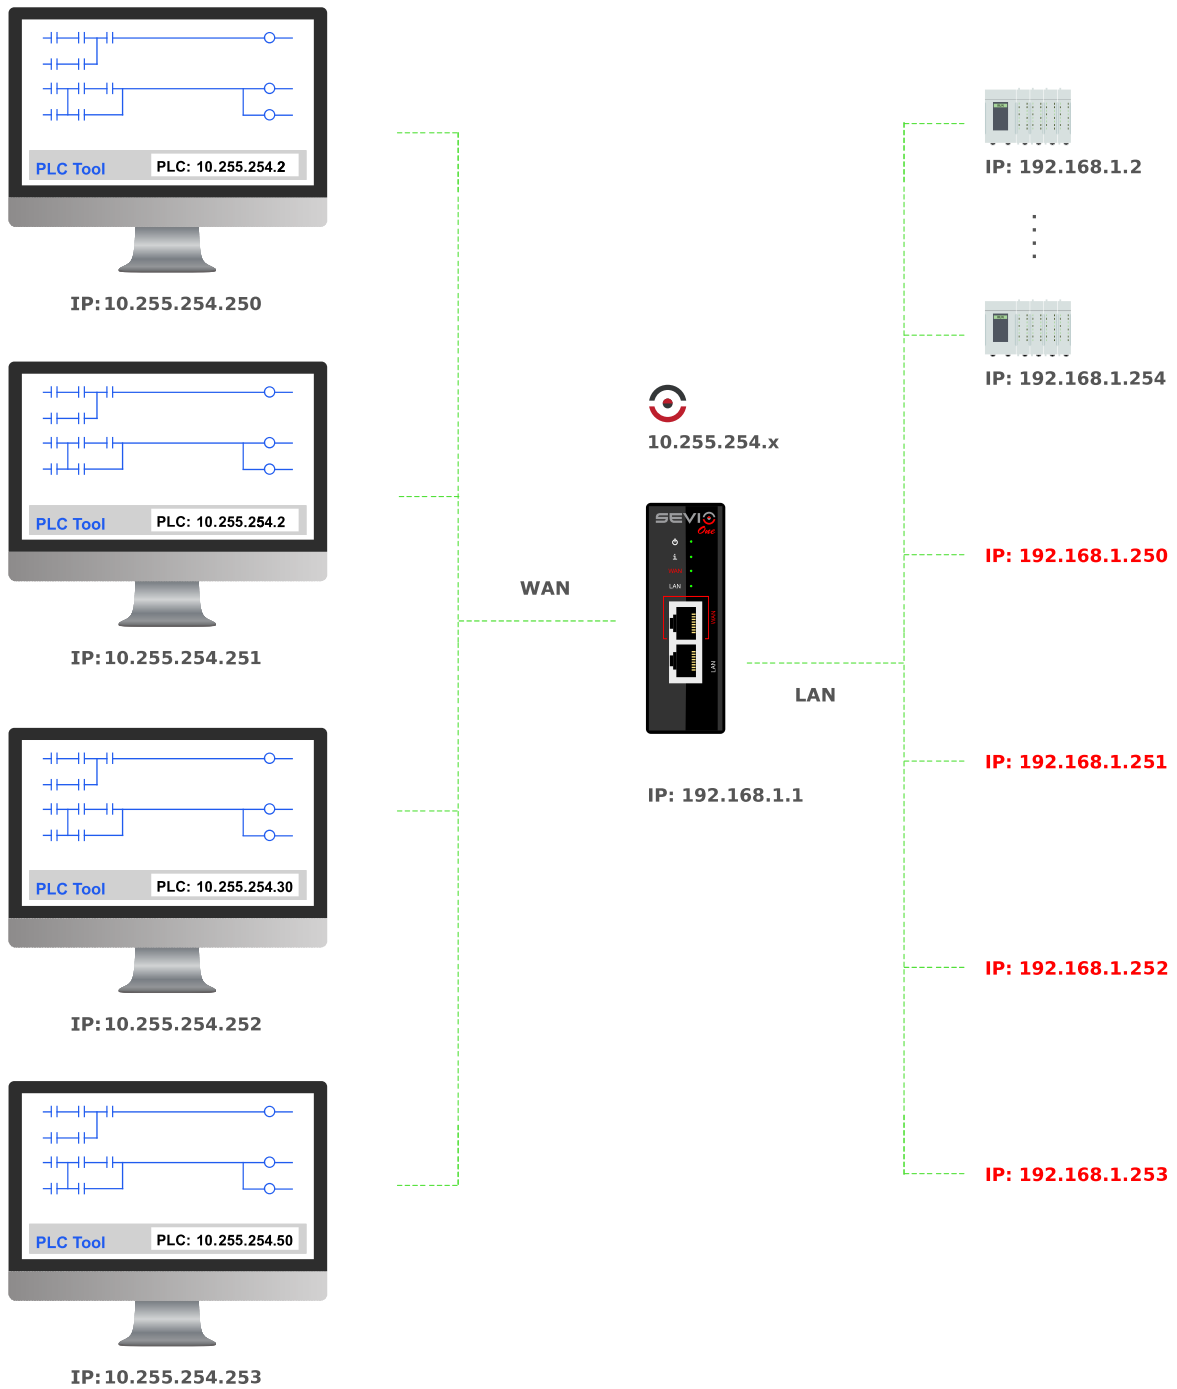 PLC Tool
PLC: 10.255.254.2
IP: 10.255.254.250
PLC Tool
PLC: 10.255.254.2
IP: 10.255.254.251
PLC Tool
PLC: 10.255.254.30
IP: 10.255.254.252
PLC Tool
PLC: 10.255.254.50
IP: 10.255.254.253
WAN
10.255.254.x
SEVIO
One
WAN
LAN
WAN
LAN
IP: 192.168.1.1
LAN
IP: 192.168.1.2
IP: 192.168.1.254
IP: 192.168.1.250
IP: 192.168.1.251
IP: 192.168.1.252
IP: 192.168.1.253